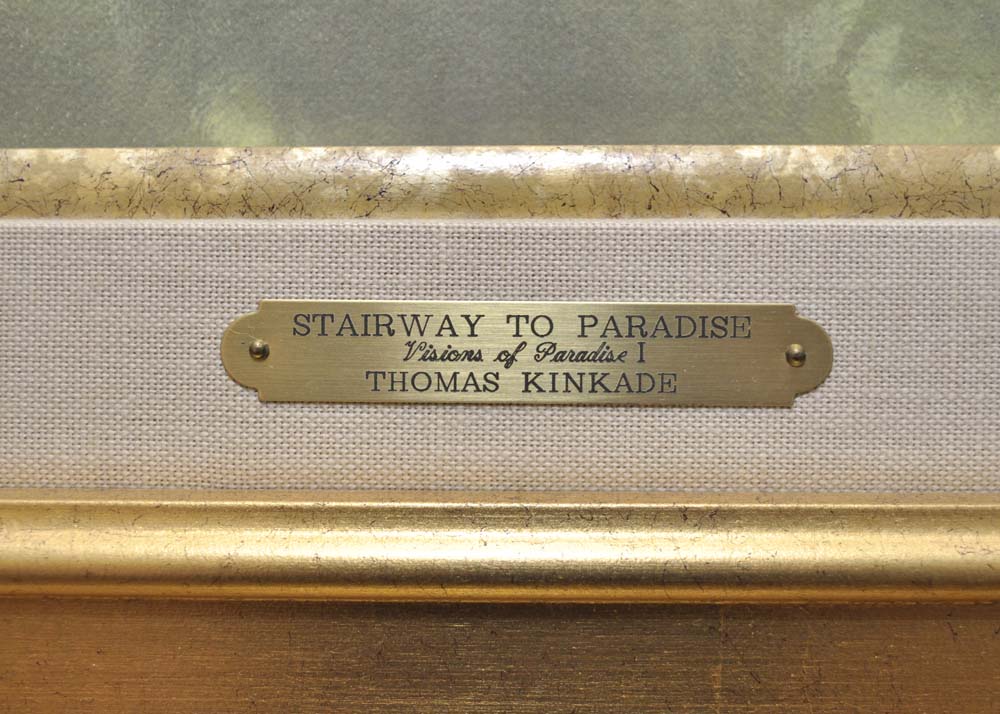 STAIRWAY TO PARADISE
Visions of Paradise I
THOMAS KINKADE